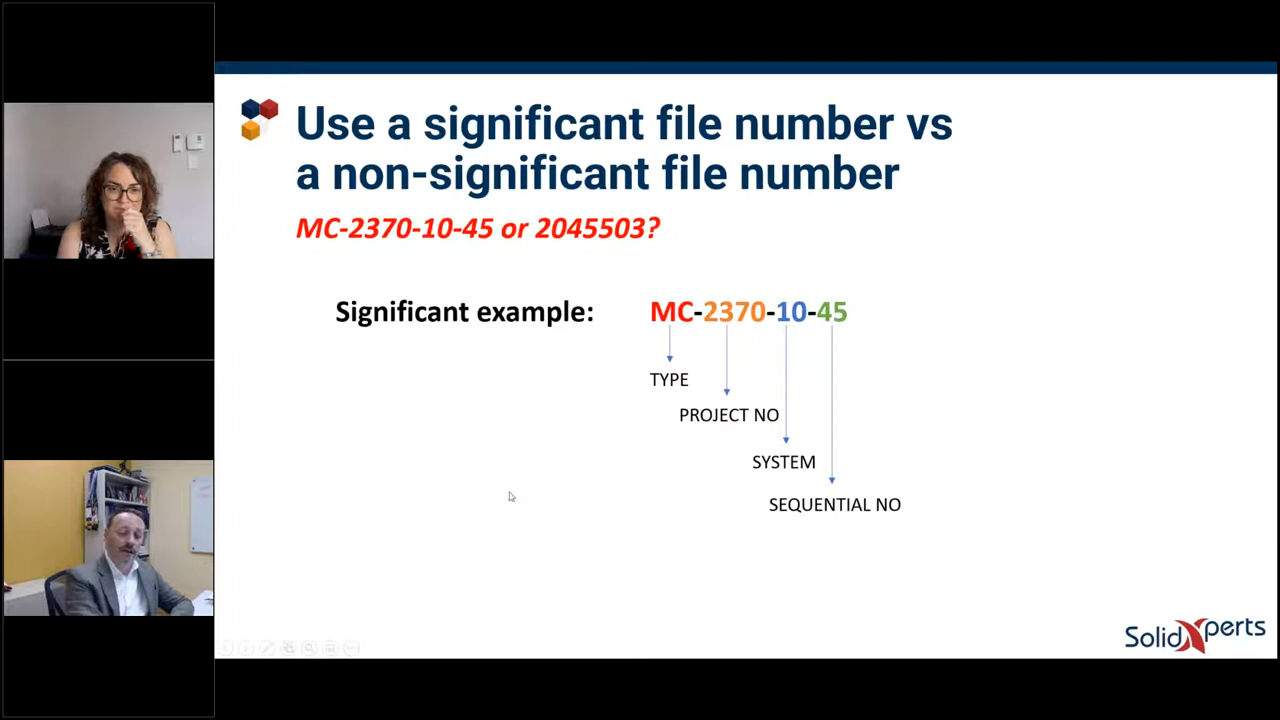 Use a significant file number vs
a non-significant file number
MC-2370-10-45 or 2045503?
Significant example: MC-2370-10-45
TYPE
PROJECT NO
SYSTEM
SEQUENTIAL NO
SolidXperts